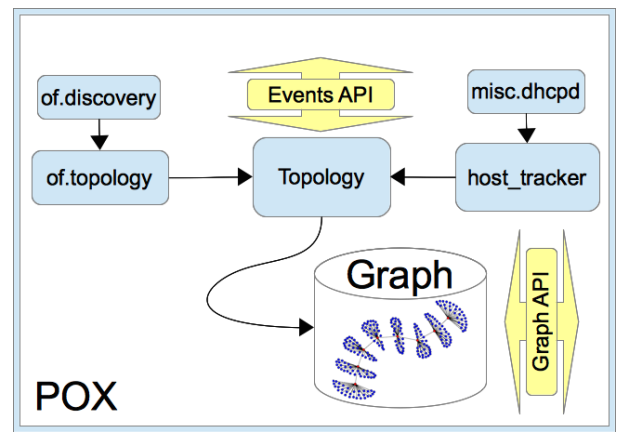 of.discovery
Events API
misc.dhcpd
of.topology
Topology
host_tracker
Graph
Graph API
POX